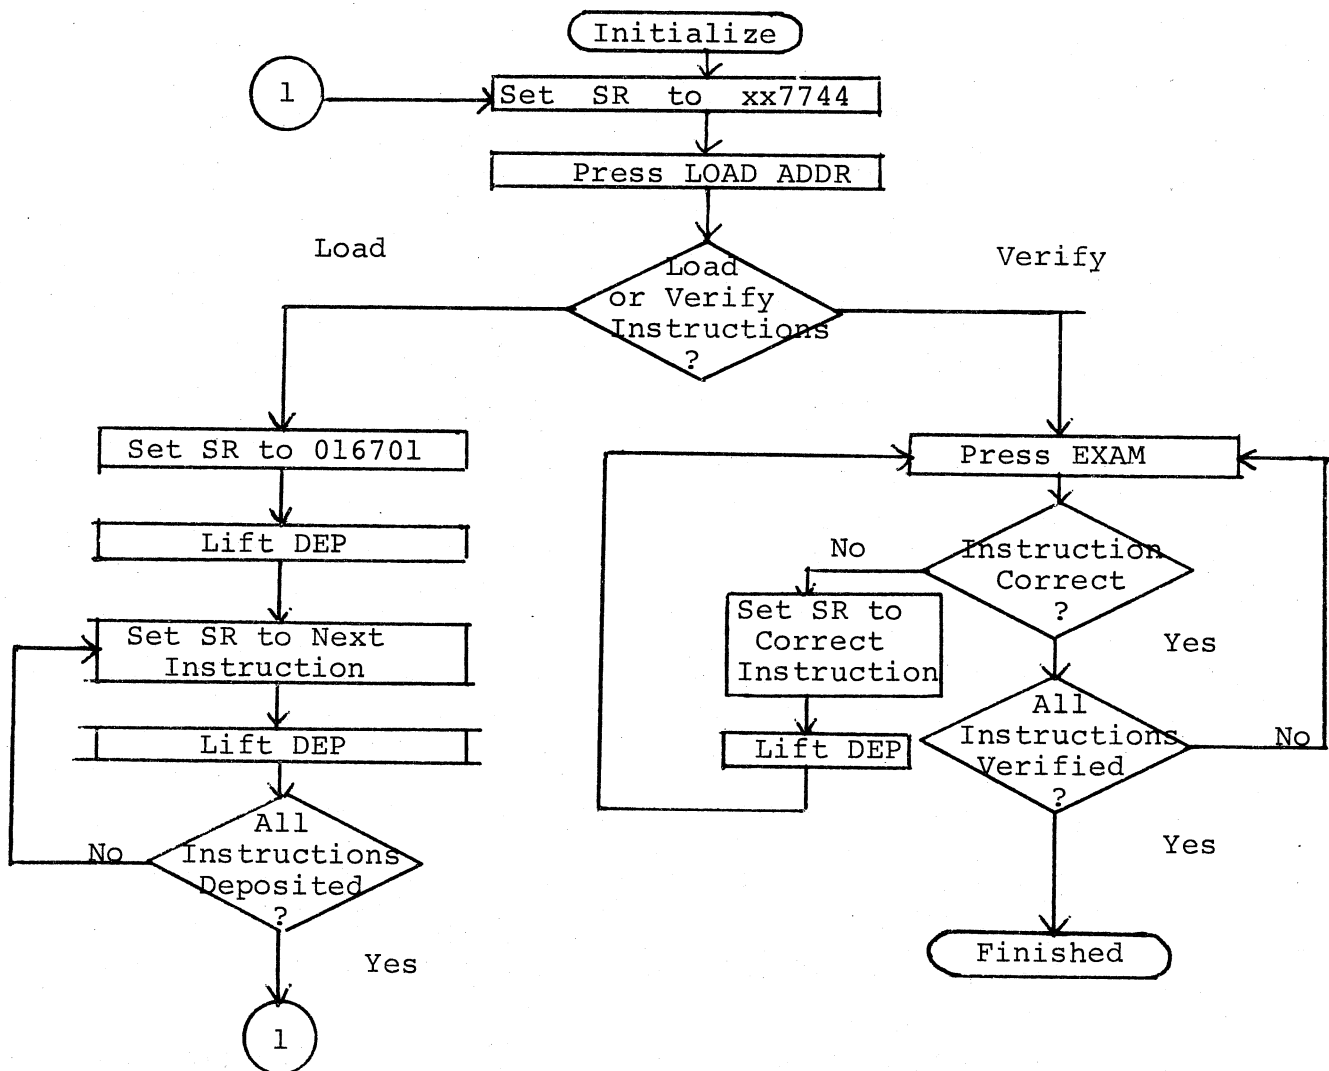 Initialize
1
Set SR to xx7744
Press LOAD ADDR
Load
Verify
Load
or Verify
Instructions
?
Set SR to 016701
Lift DEP
Set SR to Next
Instruction
Lift DEP
No
All
Instructions
Deposited
?
Yes
1
Press EXAM
No
Instruction
Correct
?
Yes
Set SR to
Correct
Instruction
Lift DEP
All
Instructions
Verified
?
No
Yes
Finished